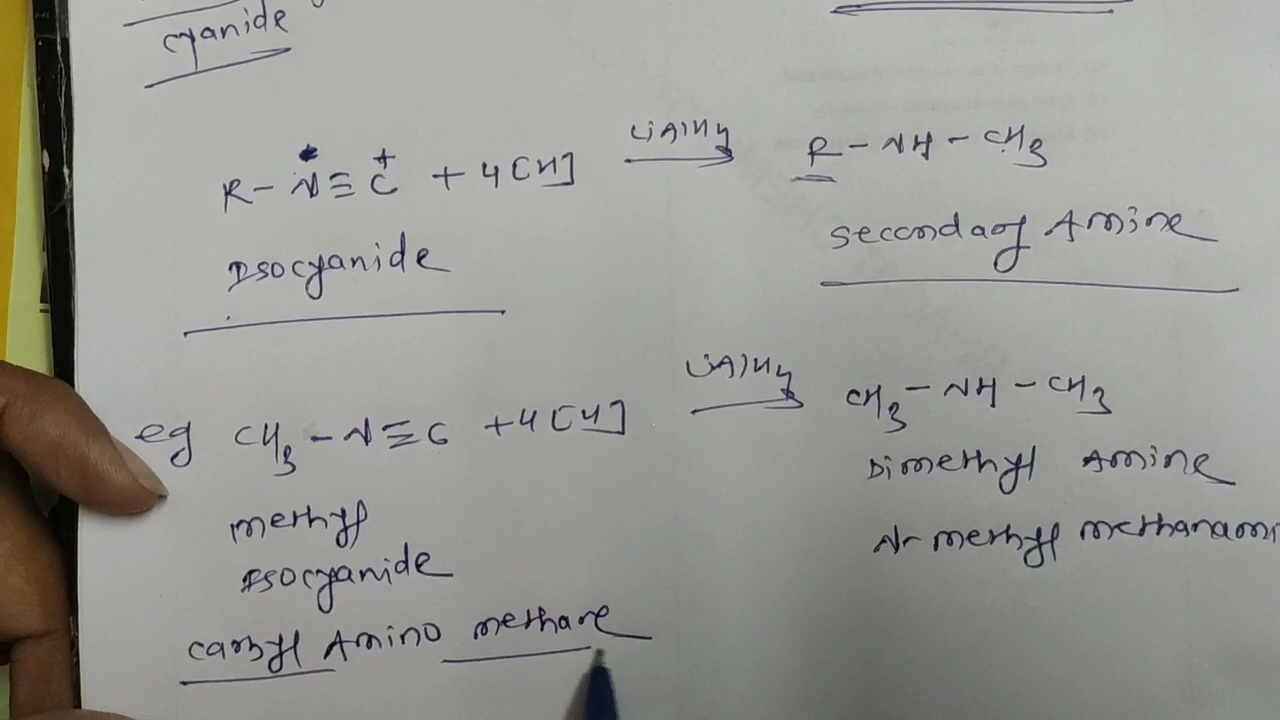 cyanide
R - N ≡ C⁺ + 4[H] LiAlH₄ → R - NH - CH₃
Isocyanide
secondary Amine
eg CH₃ - N ≡ C + 4[H] LiAlH₄ → CH₃ - NH - CH₃
methyl
Isocyanide
carbyl Amino methane
Dimethyl Amine
N- methyl methanami